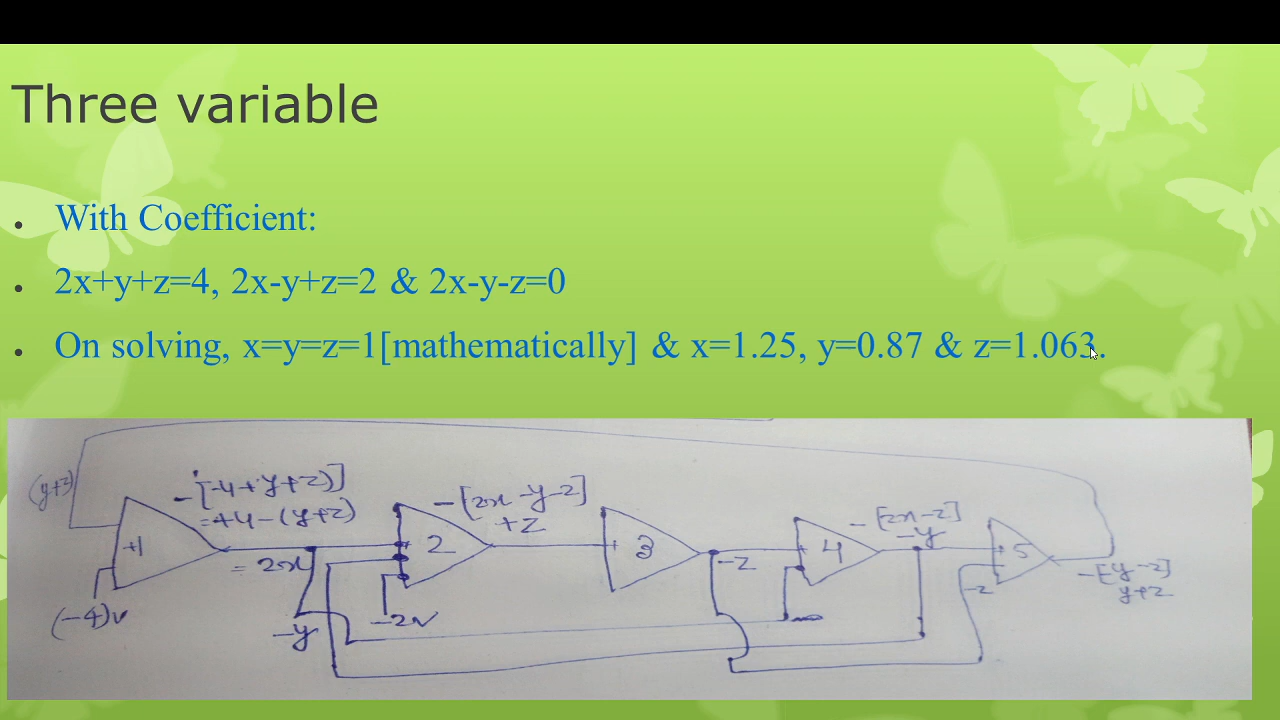 Three variable
With Coefficient:
2x+y+z=4, 2x-y+z=2 & 2x-y-z=0
On solving, x=y=z=1[mathematically] & x=1.25, y=0.87 & z=1.063.
(y+z)
-[-4+y+z)]
=+4-(y+z)
-[2x-y-2]
+z
-[2x-z]
-y
+1
2
3
4
5
=2x
-z
-z
-[y-z]
y+z
(-4)v
-y
-2v